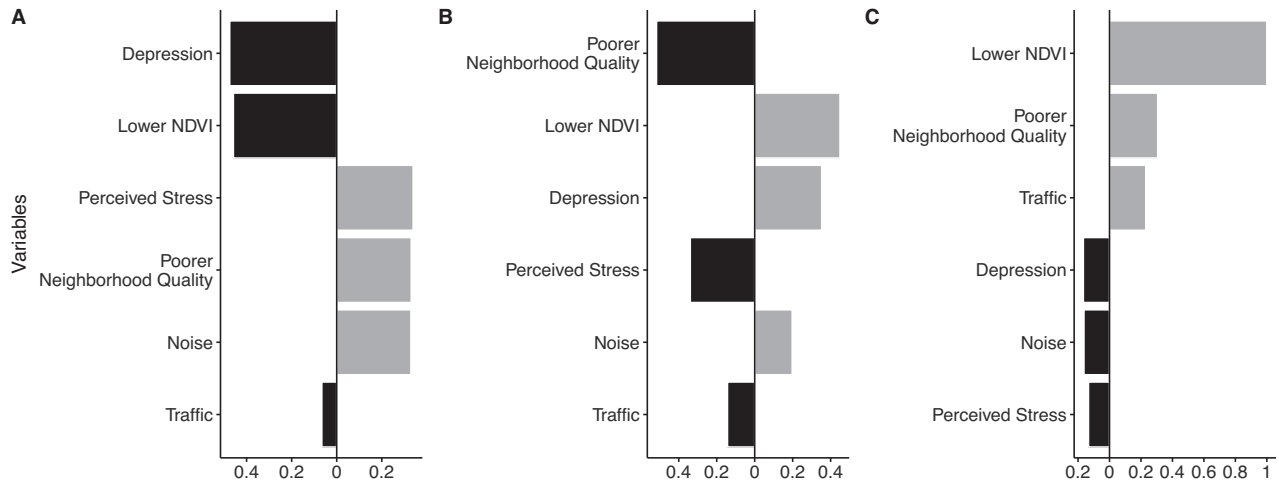 A
Variables
Depression
Lower NDVI
Perceived Stress
Poorer
Neighborhood Quality
Noise
Traffic
0.4 0.2 0 0.2
B
Poorer
Neighborhood Quality
Lower NDVI
Depression
Perceived Stress
Noise
Traffic
0.4 0.2 0 0.2 0.4
C
Lower NDVI
Poorer
Neighborhood Quality
Traffic
Depression
Noise
Perceived Stress
0.2 0 0.2 0.4 0.6 0.8 1